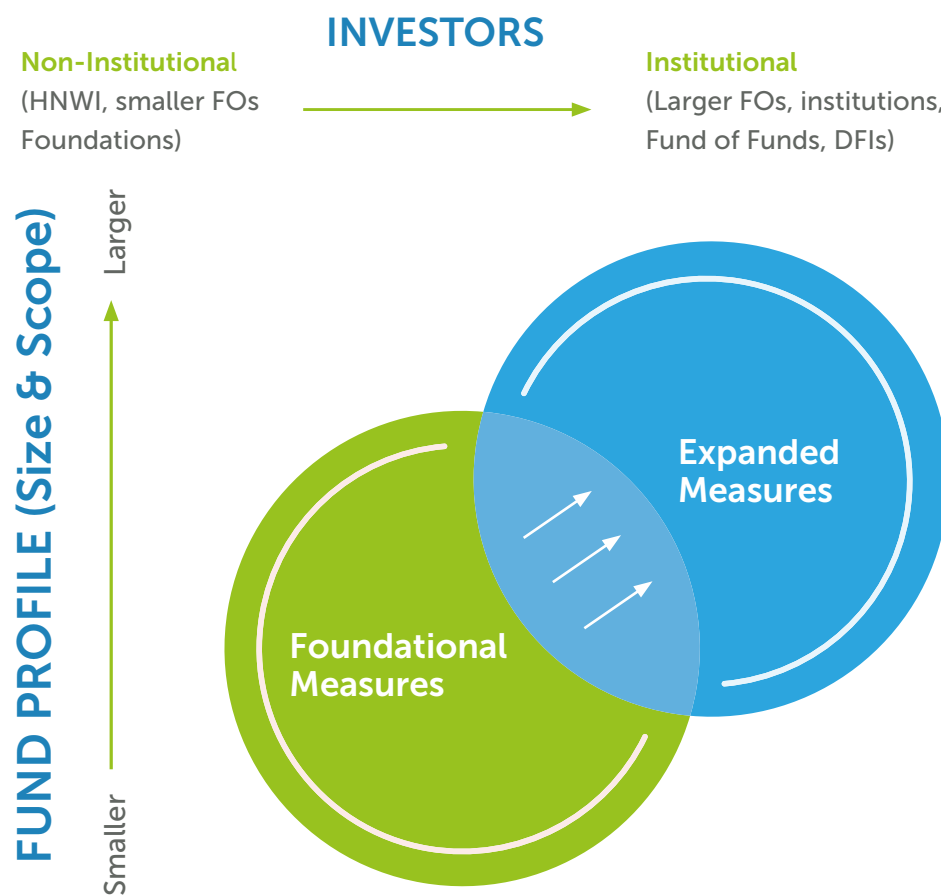 INVESTORS
Non-Institutional
(HNWI, smaller FOs
Foundations)
Institutional
(Larger FOs, institutions,
Fund of Funds, DFIs)
FUND PROFILE (Size & Scope)
Larger
Smaller
Expanded
Measures
Foundational
Measures